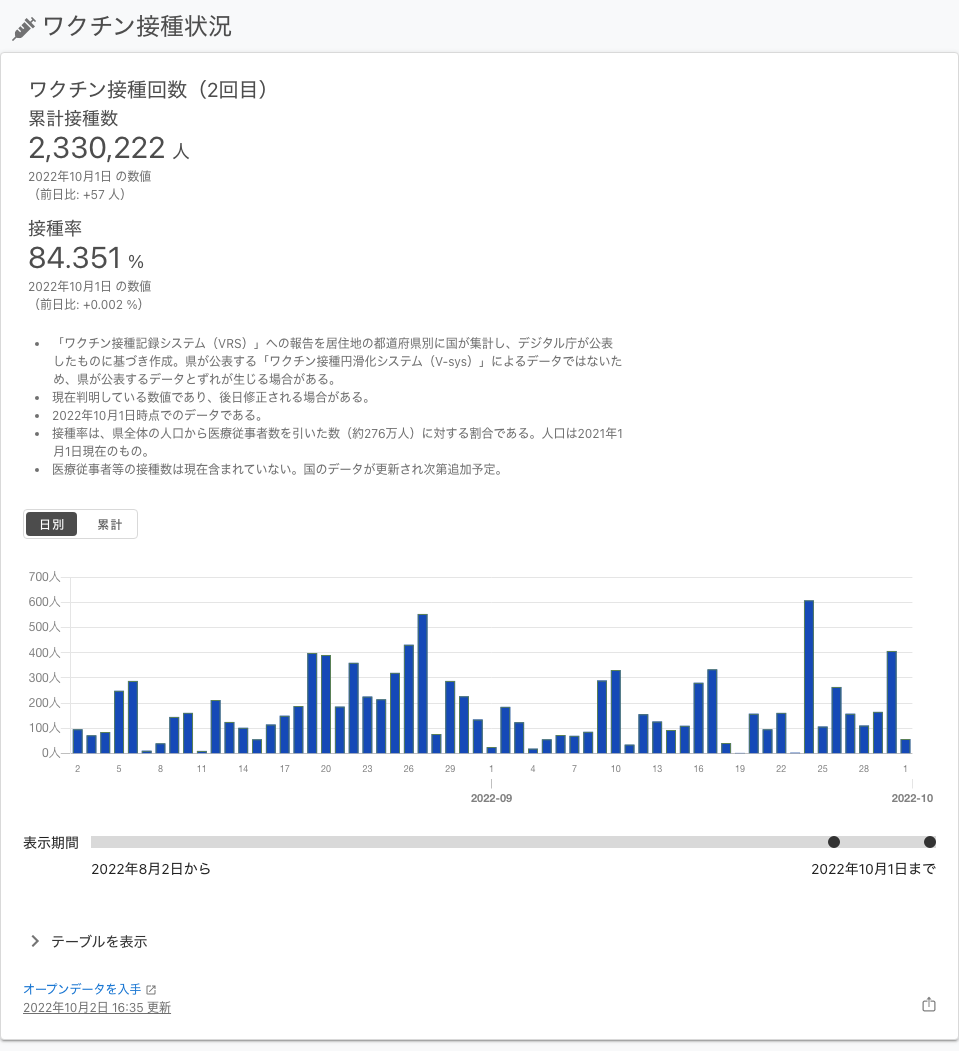 ワクチン接種状況
ワクチン接種回数（2回目）
累計接種数
2,330,222 人
2022年10月1日 の数値
（前日比: +57 人）
接種率
84.351 %
2022年10月1日 の数値
（前日比: +0.002 %）
• 「ワクチン接種記録システム（VRS）」への報告を居住地の都道府県別に国が集計し、デジタル庁が公表
したものに基づき作成。県が公表する「ワクチン接種円滑化システム（V-sys）」によるデータではないた
め、県が公表するデータとずれが生じる場合がある。
• 現在判明している数値であり、後日修正される場合がある。
• 2022年10月1日時点でのデータである。
• 接種率は、県全体の人口から医療従事者数を引いた数（約276万人）に対する割合である。人口は2021年1
月1日現在のもの。
• 医療従事者等の接種数は現在含まれていない。国のデータが更新され次第追加予定。
日別 累計
700人
600人
500人
400人
300人
200人
100人
0人
2 5 8 11 14 17 20 23 26 29 1 4 7 10 13 16 19 22 25 28 1
2022-09 2022-10
表示期間
2022年8月2日から 2022年10月1日まで
テーブルを表示
オープンデータを入手
2022年10月2日 16:35 更新